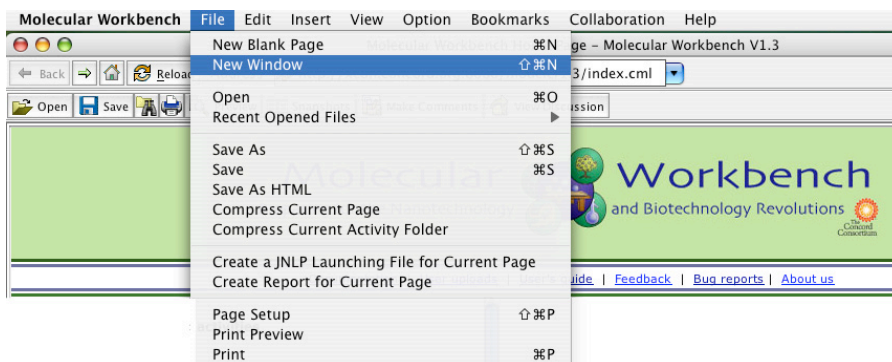 Molecular Workbench File Edit Insert View Option Bookmarks Collaboration Help
New Blank Page ⌘N
age – Molecular Workbench V1.3
New Window ⇧⌘N
Back Reload 3/index.cml
Open ⌘O
Open Save ussion
Recent Opened Files
Save As ⇧⌘S
Save ⌘S
Molecular Workbench
Save As HTML
Compress Current Page
and Biotechnology Revolutions
Compress Current Activity Folder
The Concord Consortium
Create a JNLP Launching File for Current Page
Create Report for Current Page
uide | Feedback | Bug reports | About us
Page Setup ⇧⌘P
Print Preview
Print ⌘P